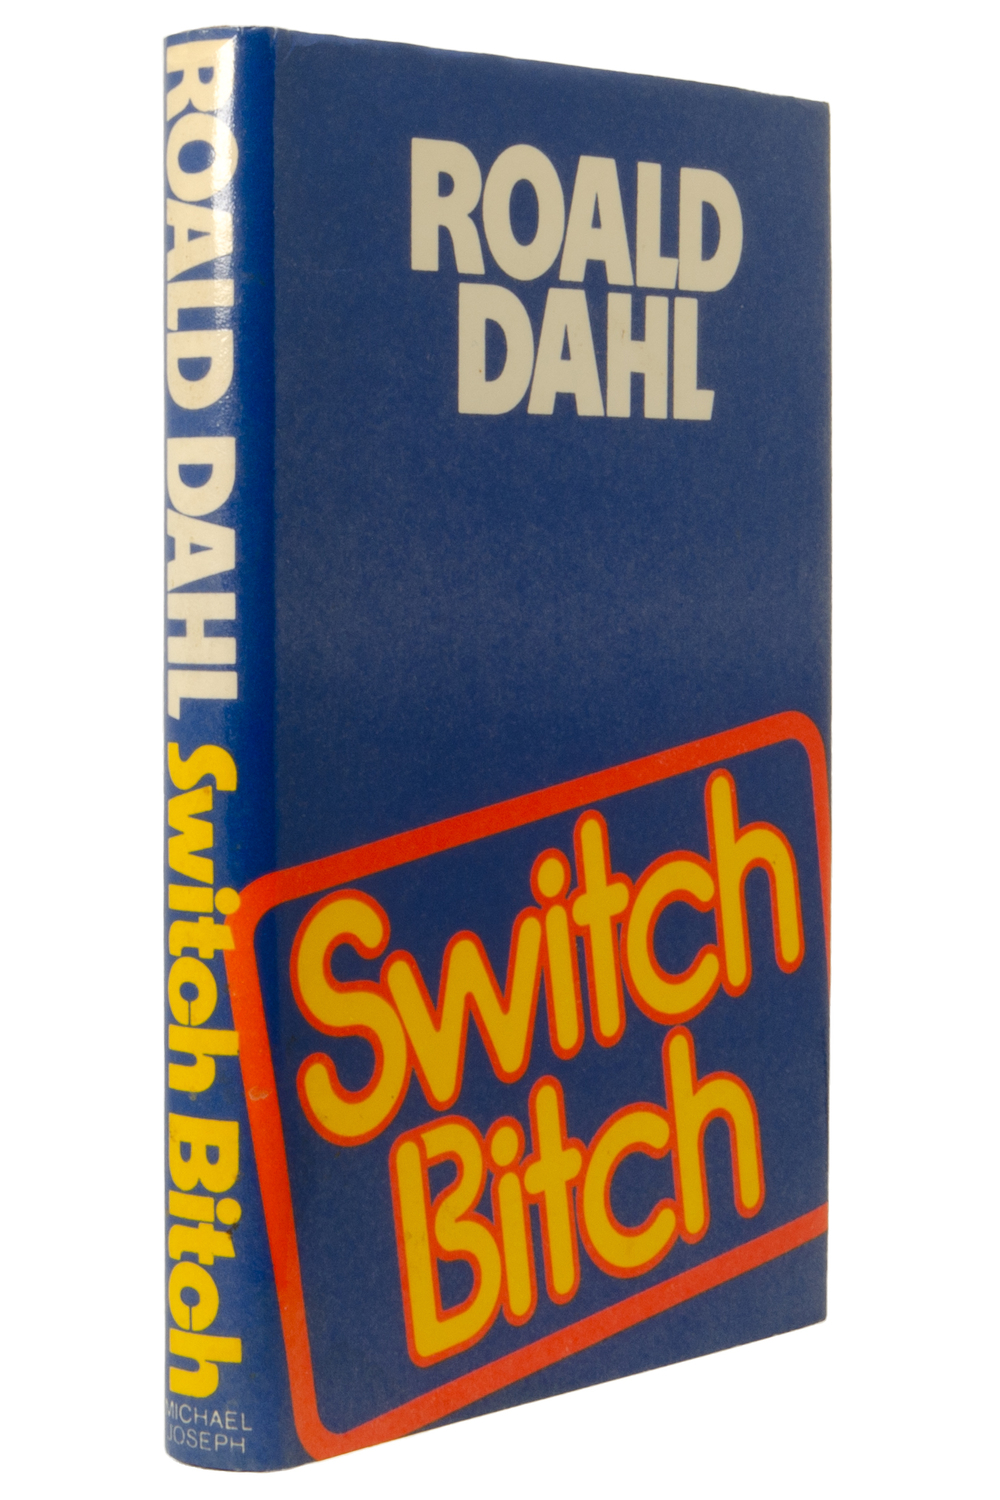 ROALD DAHL Switch Bitch
MICHAEL
JOSEPH
ROALD
DAHL
Switch
Bitch